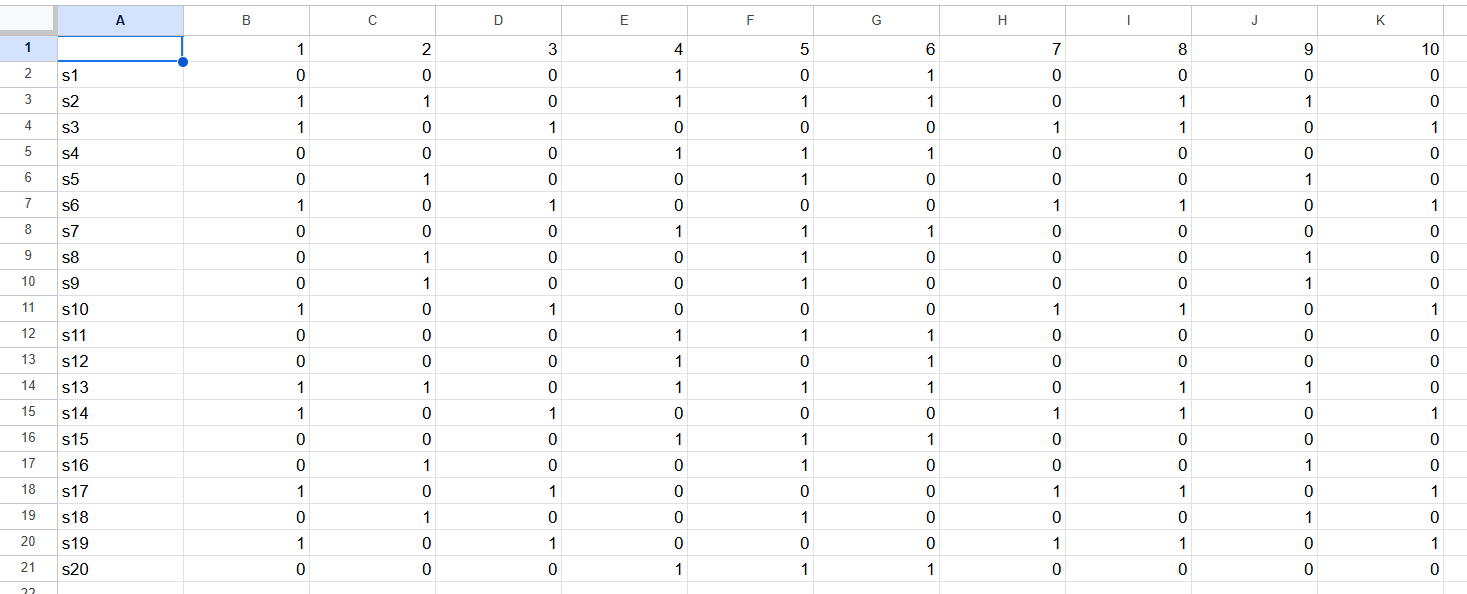 A B C D E F G H I J K
1 1 2 3 4 5 6 7 8 9 10
2 s1 0 0 0 1 0 1 0 0 0 0
3 s2 1 1 0 1 1 1 0 1 1 0
4 s3 1 0 1 0 0 0 1 1 0 1
5 s4 0 0 0 1 1 1 0 0 0 0
6 s5 0 1 0 0 1 0 0 0 1 0
7 s6 1 0 1 0 0 0 1 1 0 1
8 s7 0 0 0 1 1 1 0 0 0 0
9 s8 0 1 0 0 1 0 0 0 1 0
10 s9 0 1 0 0 1 0 0 0 1 0
11 s10 1 0 1 0 0 0 1 1 0 1
12 s11 0 0 0 1 1 1 0 0 0 0
13 s12 0 0 0 1 0 1 0 0 0 0
14 s13 1 1 0 1 1 1 0 1 1 0
15 s14 1 0 1 0 0 0 1 1 0 1
16 s15 0 0 0 1 1 1 0 0 0 0
17 s16 0 1 0 0 1 0 0 0 1 0
18 s17 1 0 1 0 0 0 1 1 0 1
19 s18 0 1 0 0 1 0 0 0 1 0
20 s19 1 0 1 0 0 0 1 1 0 1
21 s20 0 0 0 1 1 1 0 0 0 0
22